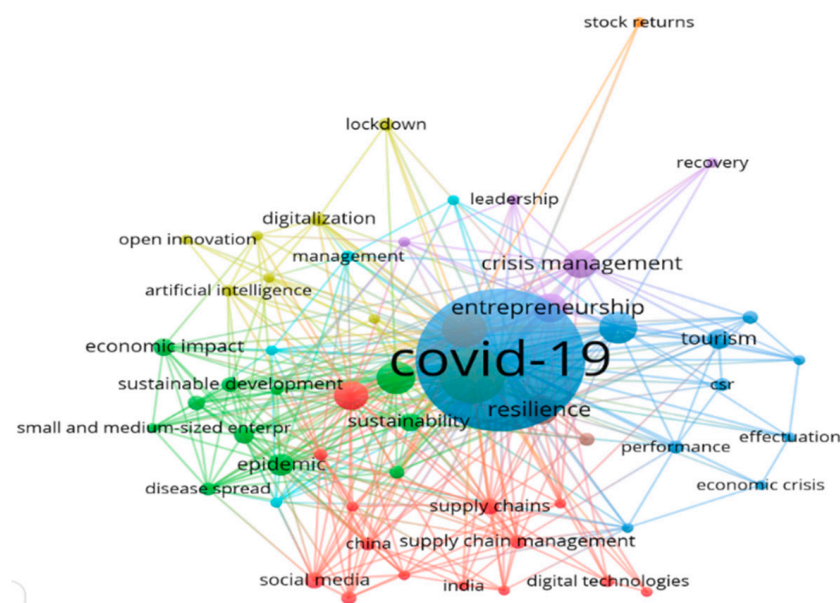 stock returns
lockdown
recovery
leadership
digitalization
open innovation
management
crisis management
artificial intelligence
entrepreneurship
economic impact
covid-19
tourism
sustainable development
csr
resilience
small and medium-sized enterpr
sustainability
effectuation
performance
epidemic
disease spread
economic crisis
supply chains
china
supply chain management
social media
india
digital technologies